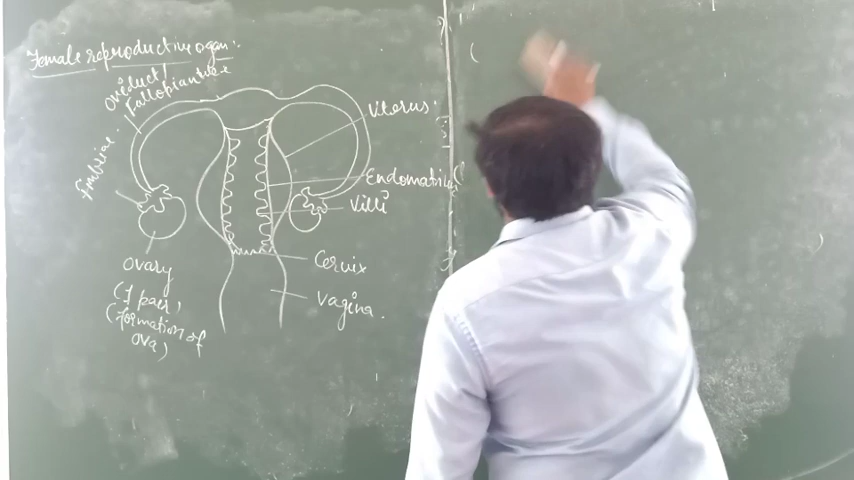 Female reproductive organ:
Oviduct/
Fallopian tube
Uterus.
Fimbriae.
Endometrium
Villi
Ovary
(1 pair,
(formation of
ova)
Cervix
Vagina.